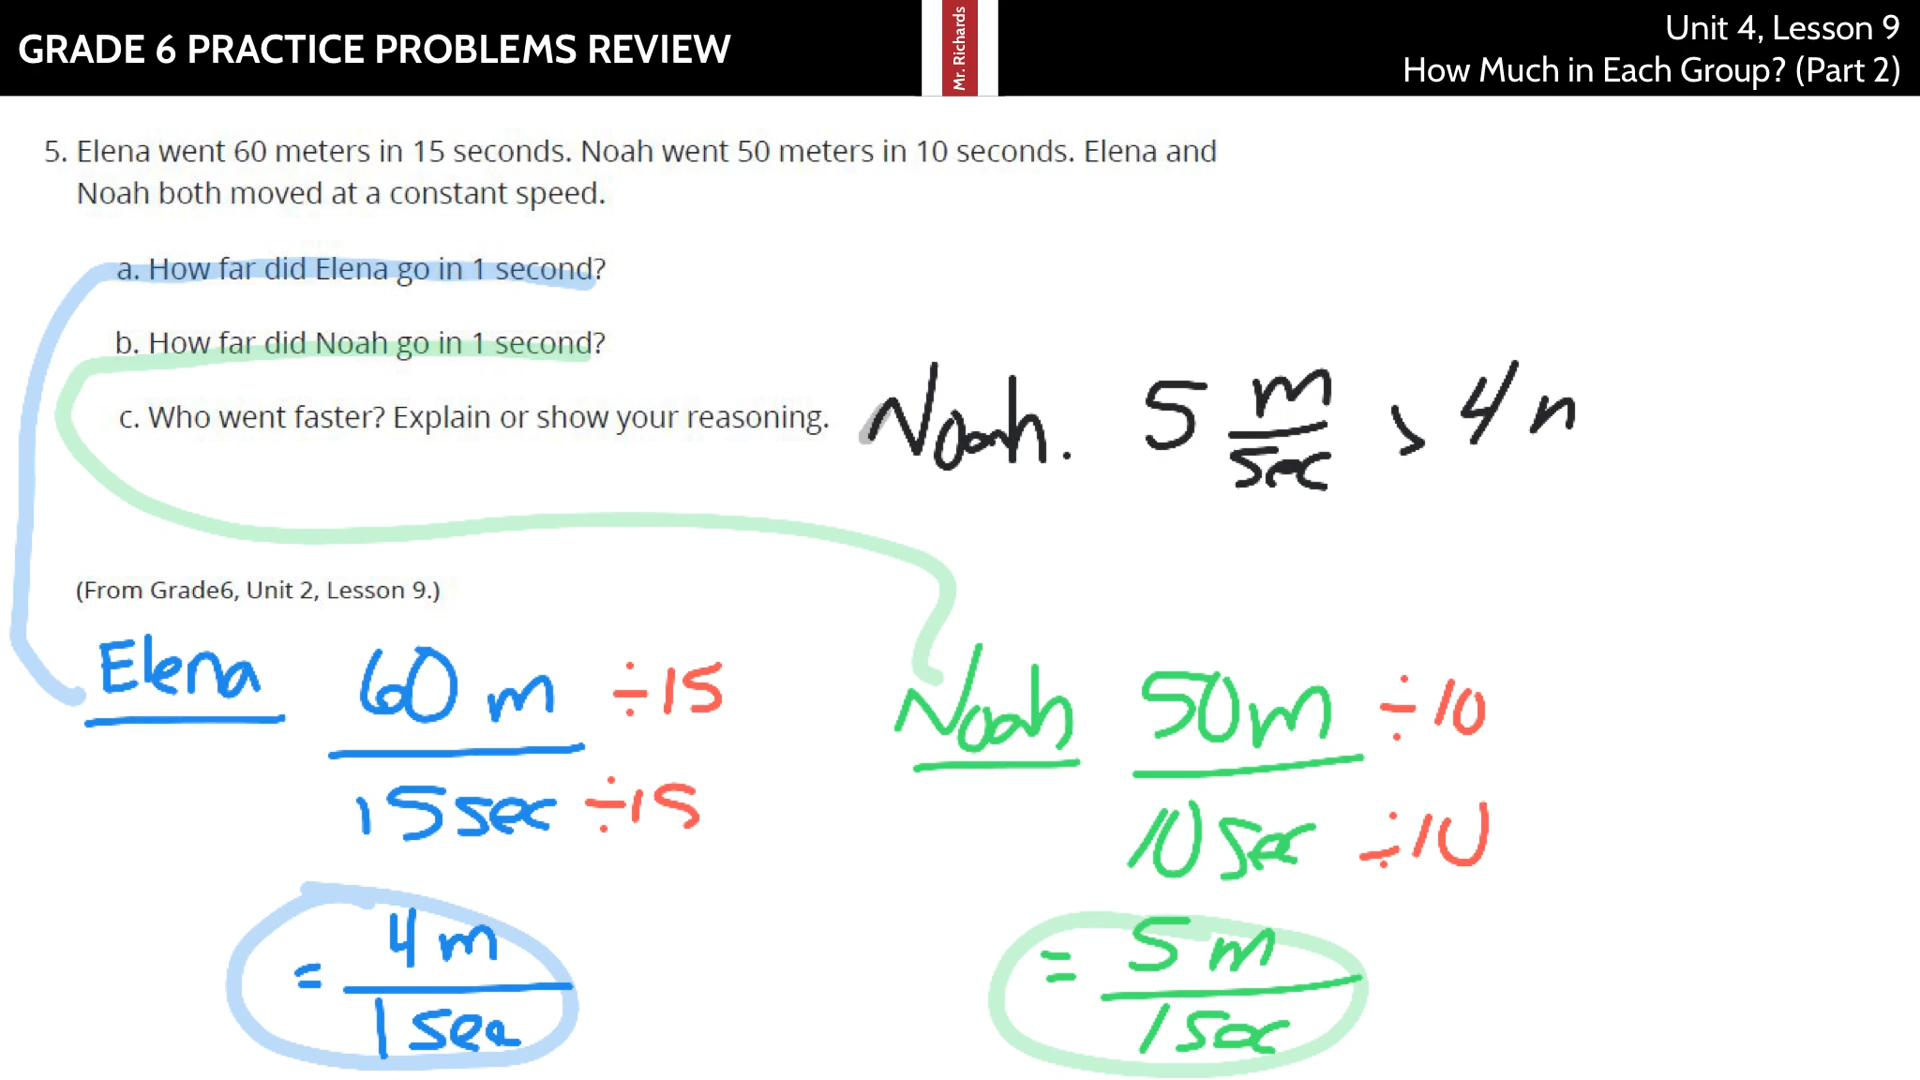 GRADE 6 PRACTICE PROBLEMS REVIEW
Mr. Richards
Unit 4, Lesson 9
How Much in Each Group? (Part 2)
5. Elena went 60 meters in 15 seconds. Noah went 50 meters in 10 seconds. Elena and
Noah both moved at a constant speed.
a. How far did Elena go in 1 second?
b. How far did Noah go in 1 second?
c. Who went faster? Explain or show your reasoning.
Noah. 5 m/sec > 4 m
(From Grade6, Unit 2, Lesson 9.)
Elena 60 m ÷15
15 sec ÷15
= 4 m
1 sec
Noah 50 m ÷10
10 sec ÷10
= 5 m
1 sec